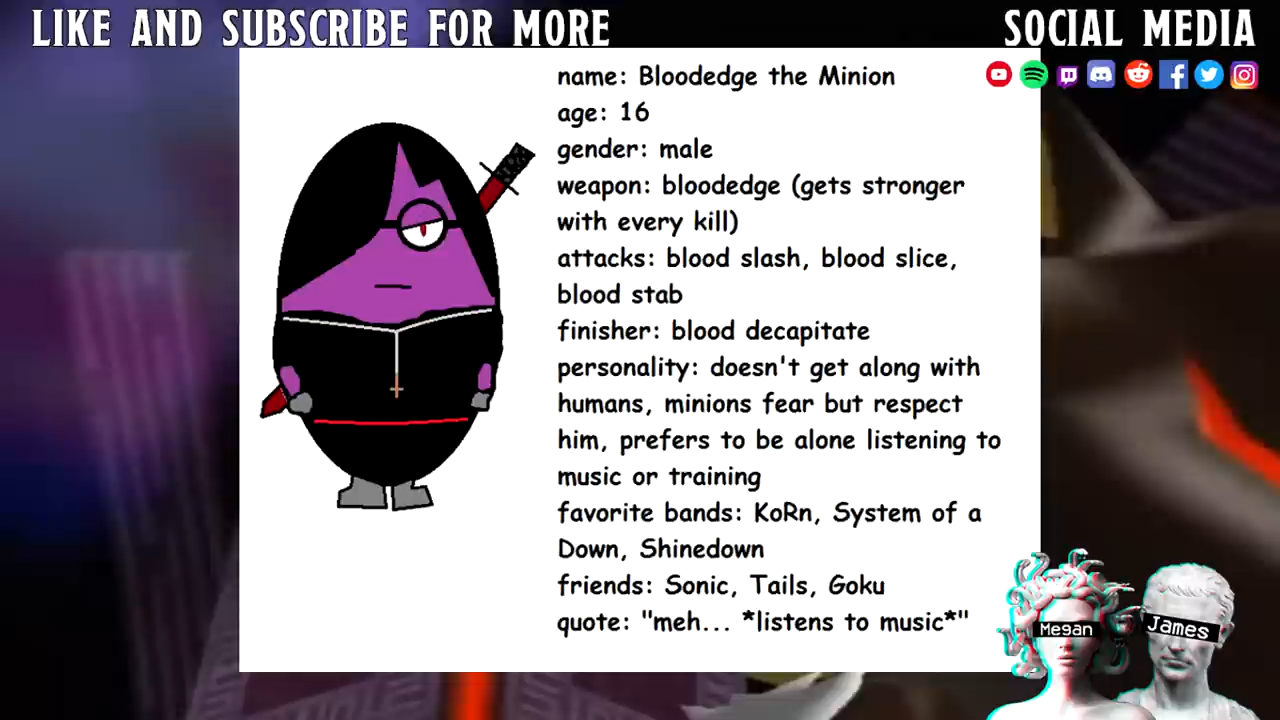 LIKE AND SUBSCRIBE FOR MORE
SOCIAL MEDIA
name: Bloodedge the Minion
age: 16
gender: male
weapon: bloodedge (gets stronger
with every kill)
attacks: blood slash, blood slice,
blood stab
finisher: blood decapitate
personality: doesn't get along with
humans, minions fear but respect
him, prefers to be alone listening to
music or training
favorite bands: KoRn, System of a
Down, Shinedown
friends: Sonic, Tails, Goku
quote: "meh... *listens to music*"
Megan
James